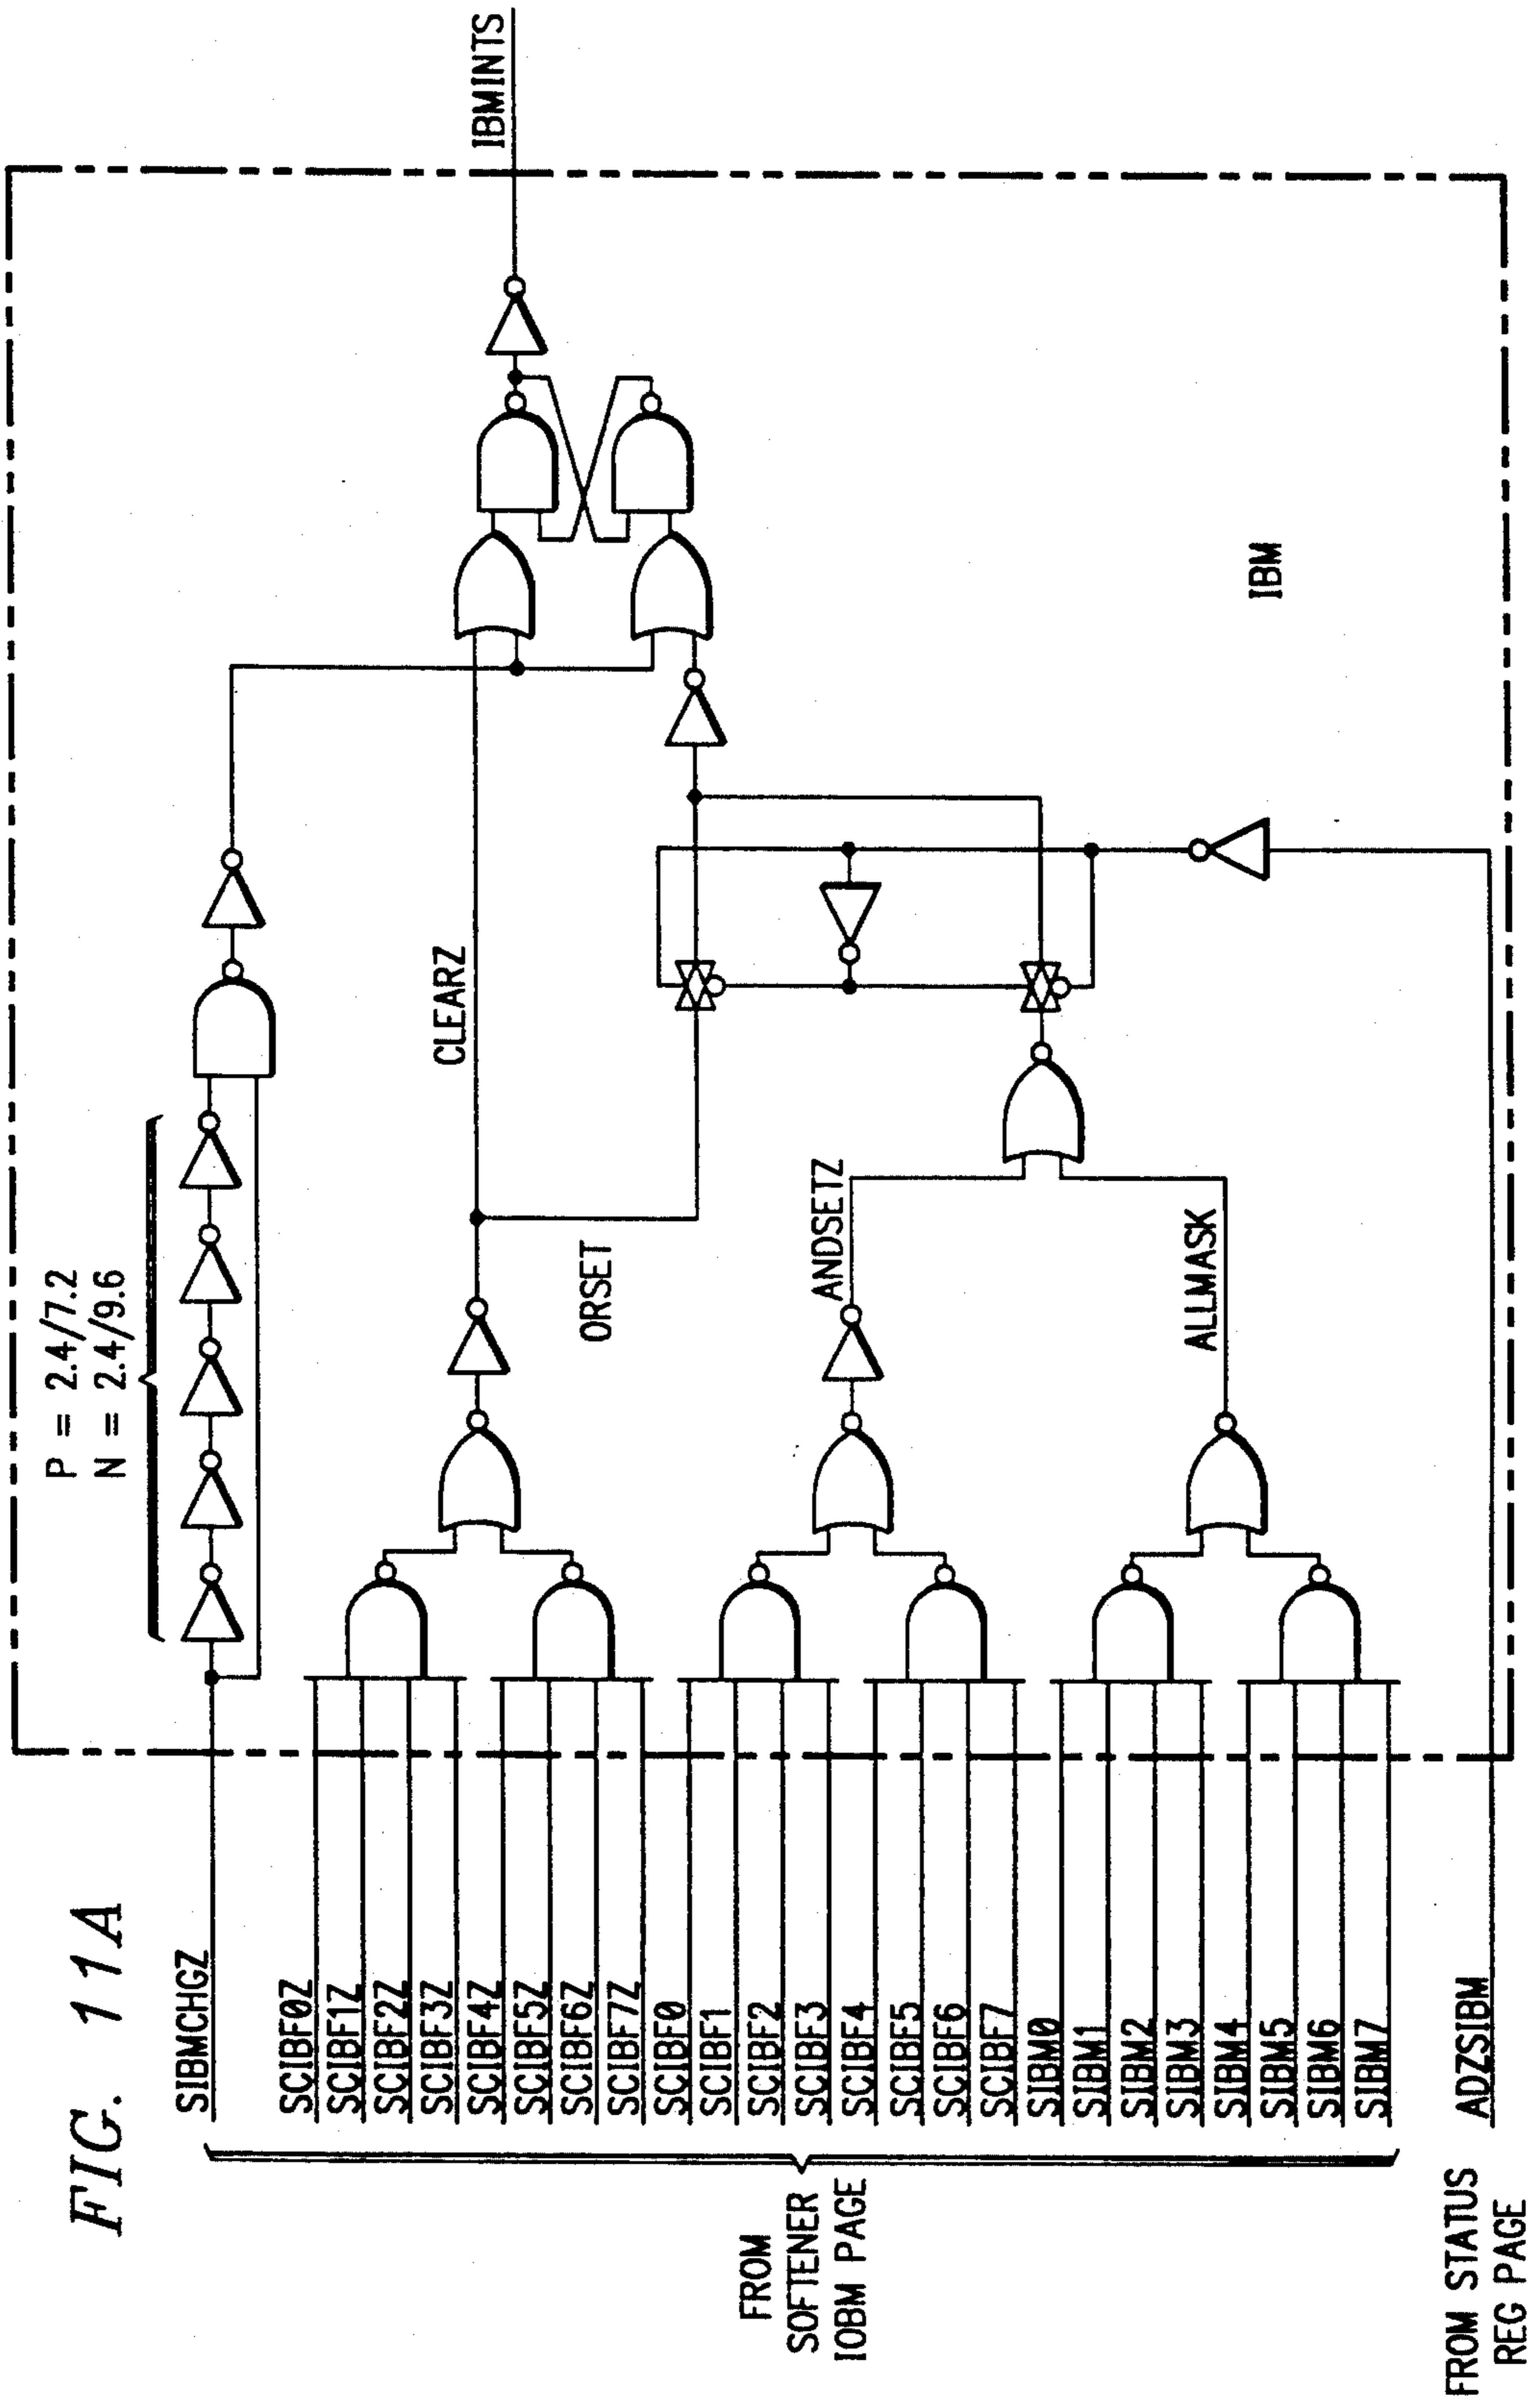 FIG. 11A
P = 2.4/7.2
N = 2.4/9.6
SIBMCHGZ
SCIBF0Z
SCIBF1Z
SCIBF2Z
SCIBF3Z
SCIBF4Z
SCIBF5Z
SCIBF6Z
SCIBF7Z
SCIBF0
SCIBF1
SCIBF2
SCIBF3
SCIBF4
SCIBF5
SCIBF6
SCIBF7
SIBM0
SIBM1
SIBM2
SIBM3
SIBM4
SIBM5
SIBM6
SIBM7
ADZSIBM
FROM
SOFTENER
IOBM PAGE
FROM STATUS
REG PAGE
CLEARZ
ORSET
ANDSETZ
ALLMASK
IBM
IBMINTS